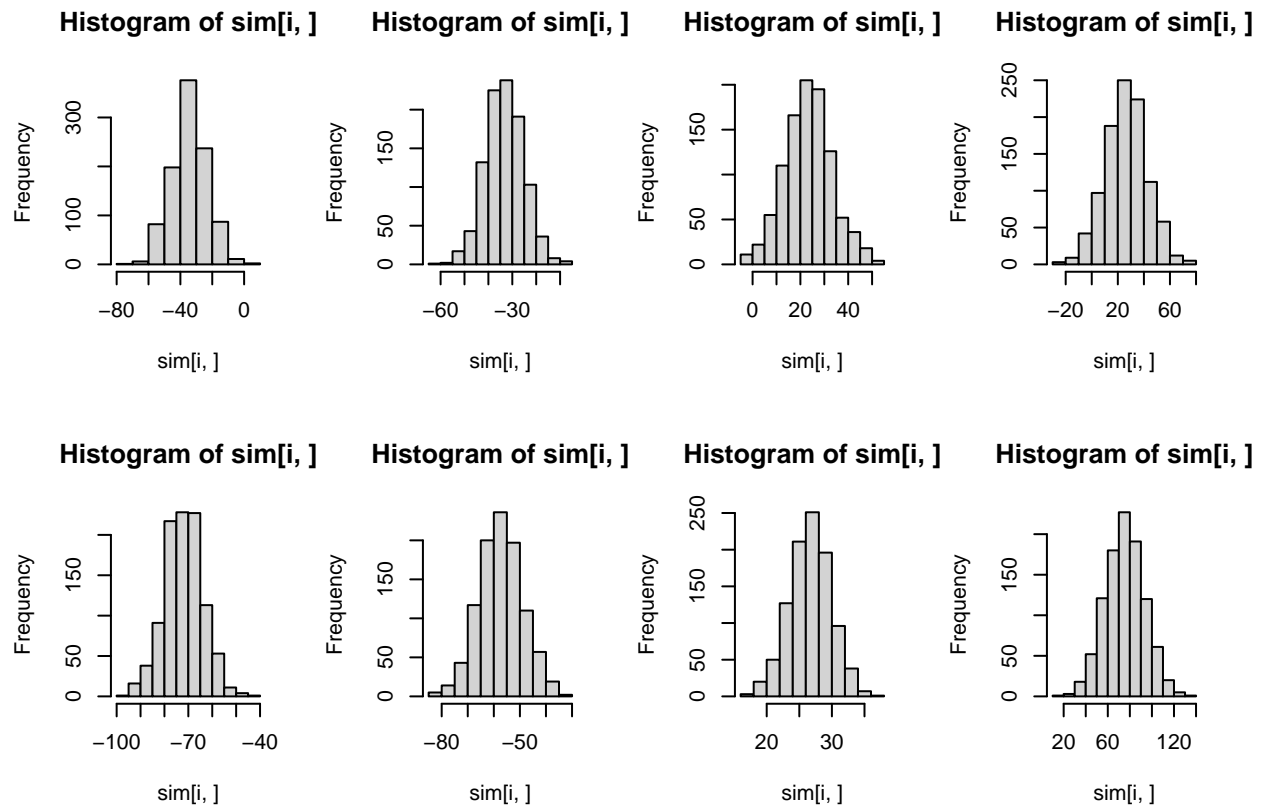 Histogram of sim[i, ]
Frequency
0
100
300
−80
−40
0
sim[i, ]
Histogram of sim[i, ]
Frequency
0
50
150
−60
−30
sim[i, ]
Histogram of sim[i, ]
Frequency
0
50
150
0
20
40
sim[i, ]
Histogram of sim[i, ]
Frequency
0
50
150
250
−20
20
60
sim[i, ]
Histogram of sim[i, ]
Frequency
0
50
150
−100
−70
−40
sim[i, ]
Histogram of sim[i, ]
Frequency
0
50
150
−80
−50
sim[i, ]
Histogram of sim[i, ]
Frequency
0
50
150
250
20
30
sim[i, ]
Histogram of sim[i, ]
Frequency
0
50
150
20
60
120
sim[i, ]